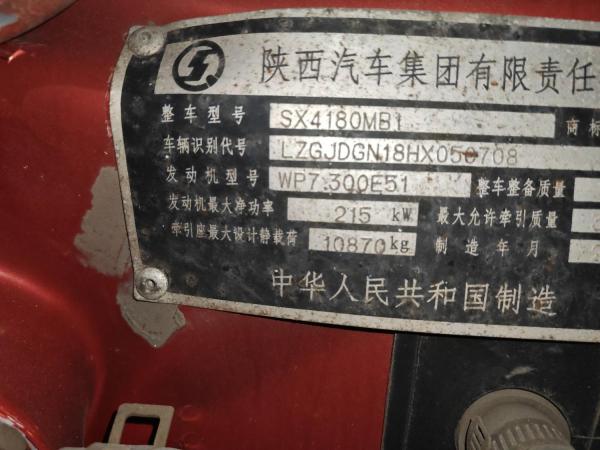 陕西汽车集团有限责任
整车型号 SX4180MB1 商标
车辆识别代号 LZGJDGN18HX050708
发动机型号 WP7.300E51 整车整备质量
发动机最大净功率 215 kW 最大允许牵引质量
牵引座最大设计静载荷 10870kg 制造年月
中华人民共和国制造